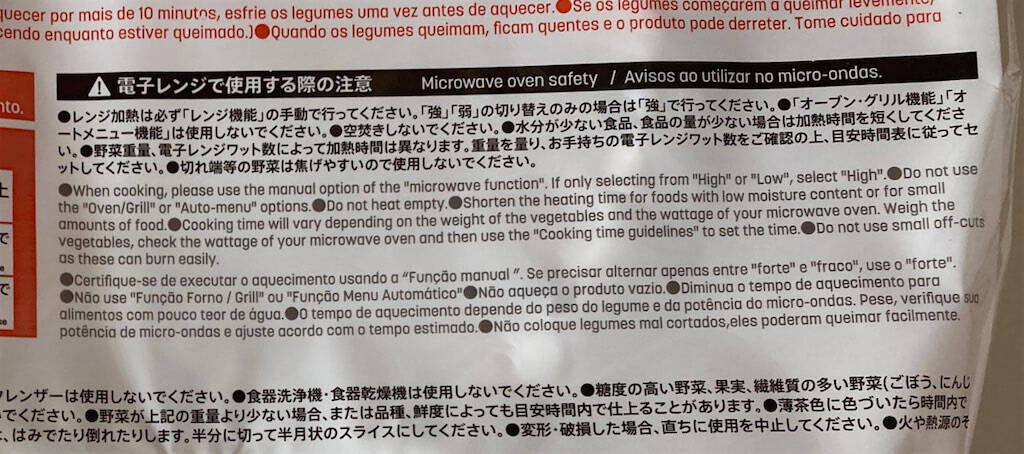 quecer por mais de 10 minutos, esfrie os legumes uma vez antes de aquecer.●Se os legumes começarem a queimar levemente,
cendo enquanto estiver queimado.)●Quando os legumes queimam, ficam quentes e o produto pode derreter. Tome cuidado para
nto.
電子レンジで使用する際の注意 Microwave oven safety / Avisos ao utilizar no micro-ondas.
●レンジ加熱は必ず「レンジ機能」の手動で行ってください。「強」「弱」の切り替えのみの場合は「強」で行ってください。●「オーブン・グリル機能」「オ
ートメニュー機能」は使用しないでください。●空焚きしないでください。●水分が少ない食品、食品の量が少ない場合は加熱時間を短くしてくださ
い。●野菜重量、電子レンジワット数によって加熱時間は異なります。重量を量り、お手持ちの電子レンジワット数をご確認の上、目安時間表に従ってセ
ットしてください。●切れ端等の野菜は焦げやすいので使用しないでください。
●When cooking, please use the manual option of the "microwave function". If only selecting from "High" or "Low", select "High".●Do not use
the "Oven/Grill" or "Auto-menu" options.●Do not heat empty.●Shorten the heating time for foods with low moisture content or for small
amounts of food.●Cooking time will vary depending on the weight of the vegetables and the wattage of your microwave oven. Weigh the
vegetables, check the wattage of your microwave oven and then use the "Cooking time guidelines" to set the time.●Do not use small off-cuts
as these can burn easily.
●Certifique-se de executar o aquecimento usando a “Função manual ”. Se precisar alternar apenas entre "forte" e "fraco", use o "forte".
●Não use "Função Forno / Grill" ou "Função Menu Automático"●Não aqueça o produto vazio.●Diminua o tempo de aquecimento para
alimentos com pouco teor de água.●O tempo de aquecimento depende do peso do legume e da potência do micro-ondas. Pese, verifique sua
potência de micro-ondas e ajuste acordo com o tempo estimado.●Não coloque legumes mal cortados,eles poderam queimar facilmente.
クレンザーは使用しないでください。●食器洗浄機・食器乾燥機は使用しないでください。●糖度の高い野菜、果実、繊維質の多い野菜(ごぼう、にんじ
いでください。●野菜が上記の重量より少ない場合、または品種、鮮度によっても目安時間内で仕上ることがあります。●薄茶色に色づいたら時間内で
、はみでたり倒れたりします。半分に切って半月状のスライスにしてください。●変形・破損した場合、直ちに使用を中止してください。●火や熱源のそ